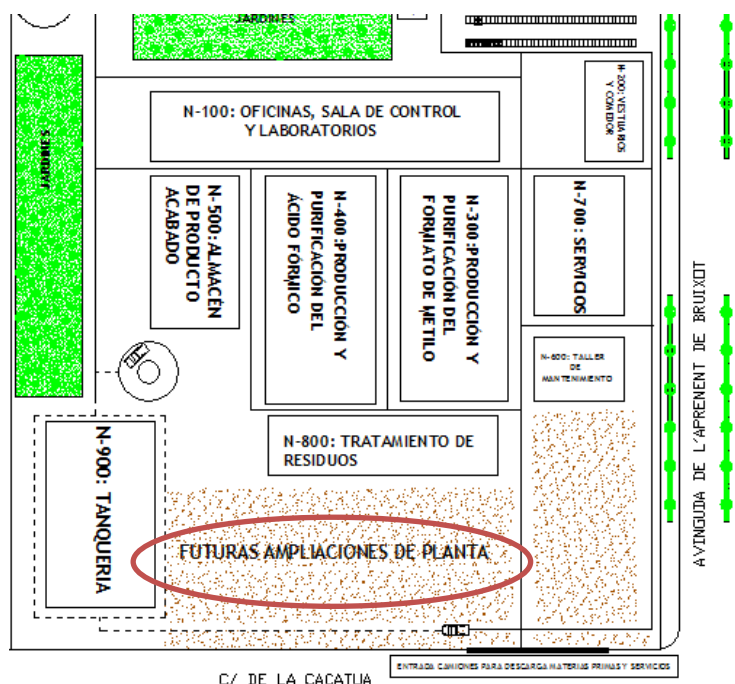 JARDINES
N-100: OFICINAS, SALA DE CONTROL
Y LABORATORIOS
N-200: VESTUARIOS
Y COMEDOR
JARDINES
N-500: ALMACÉN
DE PRODUCTO
ACABADO
N-400 :PRODUCCIÓN Y
PURIFICACIÓN DEL
ÁCIDO FÓRMICO
N-300 :PRODUCCIÓN Y
PURIFICACIÓN DEL
FORMIATO DE METILO
N-700 : SERVICIOS
N-600: TALLER
DE
MANTENIMIENTO
N-800: TRATAMIENTO DE
RESIDUOS
N-900: TANQUERIA
FUTURAS AMPLIACIONES DE PLANTA
AVINGUDA DE L'APRENENT DE BRUIXOT
ENTRADA CAMIONES PARA DESCARGA MATERIAS PRIMAS Y SERVICIOS
C/ DE LA CACATUA